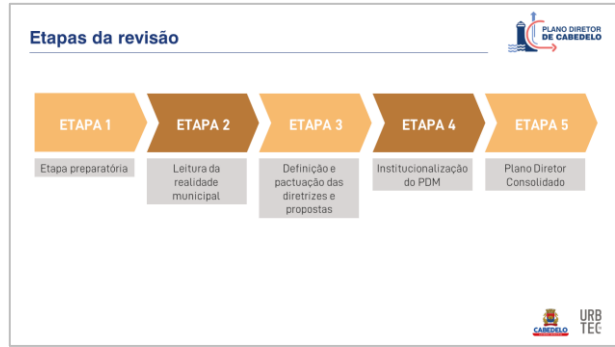 Etapas da revisão
PLANO DIRETOR
DE CABEDELO
ETAPA 1
ETAPA 2
ETAPA 3
ETAPA 4
ETAPA 5
Etapa preparatória
Leitura da
realidade
municipal
Definição e
pactuação das
diretrizes e
propostas
Institucionalização
do PDM
Plano Diretor
Consolidado
CABEDELO
URB
TEC